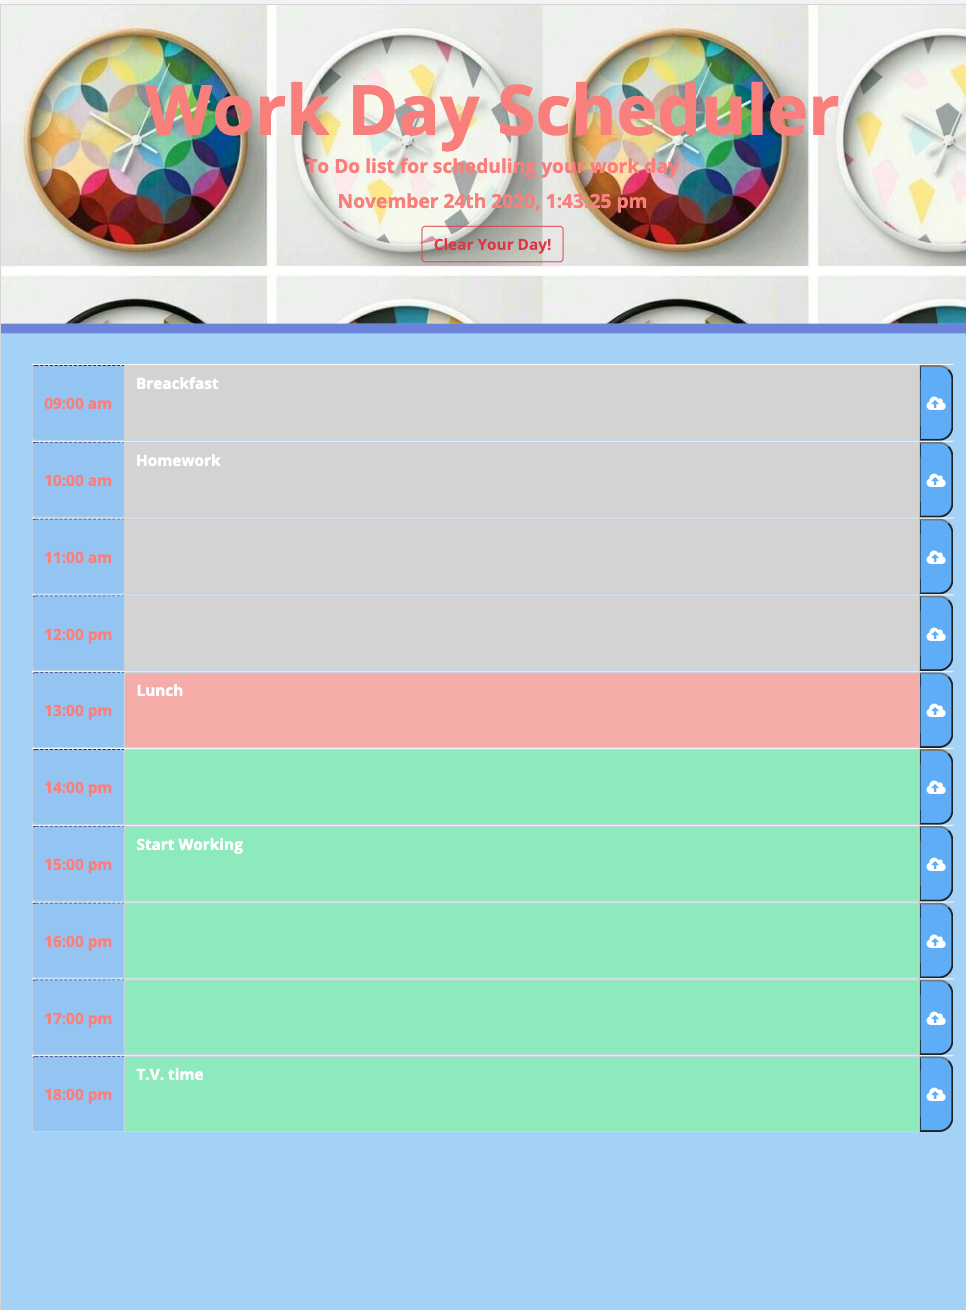 Work Day Scheduler
To Do list for scheduling your work day
November 24th 2020, 1:43:25 pm
Clear Your Day!
09:00 am Breackfast
10:00 am Homework
11:00 am
12:00 pm
13:00 pm Lunch
14:00 pm
15:00 pm Start Working
16:00 pm
17:00 pm
18:00 pm T.V. time